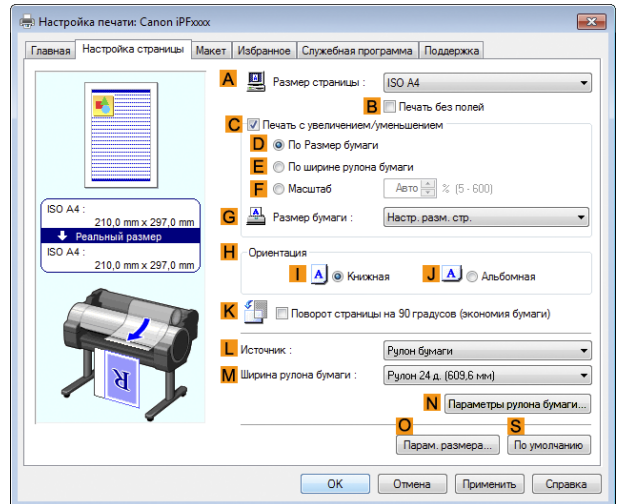 Настройка печати: Canon iPFxxxx
Главная Настройка страницы Макет Избранное Служебная программа Поддержка
A Размер страницы : ISO A4
B Печать без полей
C Печать с увеличением/уменьшением
D По Размер бумаги
E По ширине рулона бумаги
F Масштаб Авто % (5 - 600)
ISO A4 :
210,0 mm x 297,0 mm
Реальный размер
ISO A4 :
210,0 mm x 297,0 mm
G A Размер бумаги : Настр. разм. стр.
H Ориентация
I A Книжная J A Альбомная
K Поворот страницы на 90 градусов (экономия бумаги)
L Источник : Рулон бумаги
M Ширина рулона бумаги : Рулон 24 д. (609,6 мм)
N Параметры рулона бумаги...
O S
Парам. размера... По умолчанию
R
OK Отмена Применить Справка